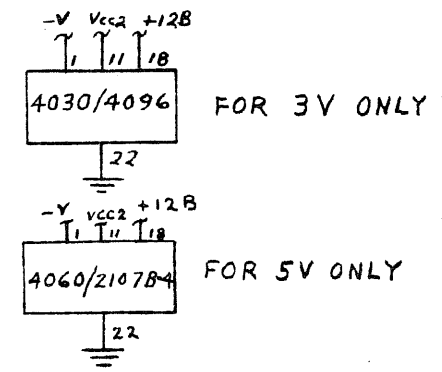 -V Vcc2 +12B
1 11 18
4030/4096 FOR 3V ONLY
22
-V VCC2 +12B
1 11 18
4060/2107B-4 FOR 5V ONLY
22